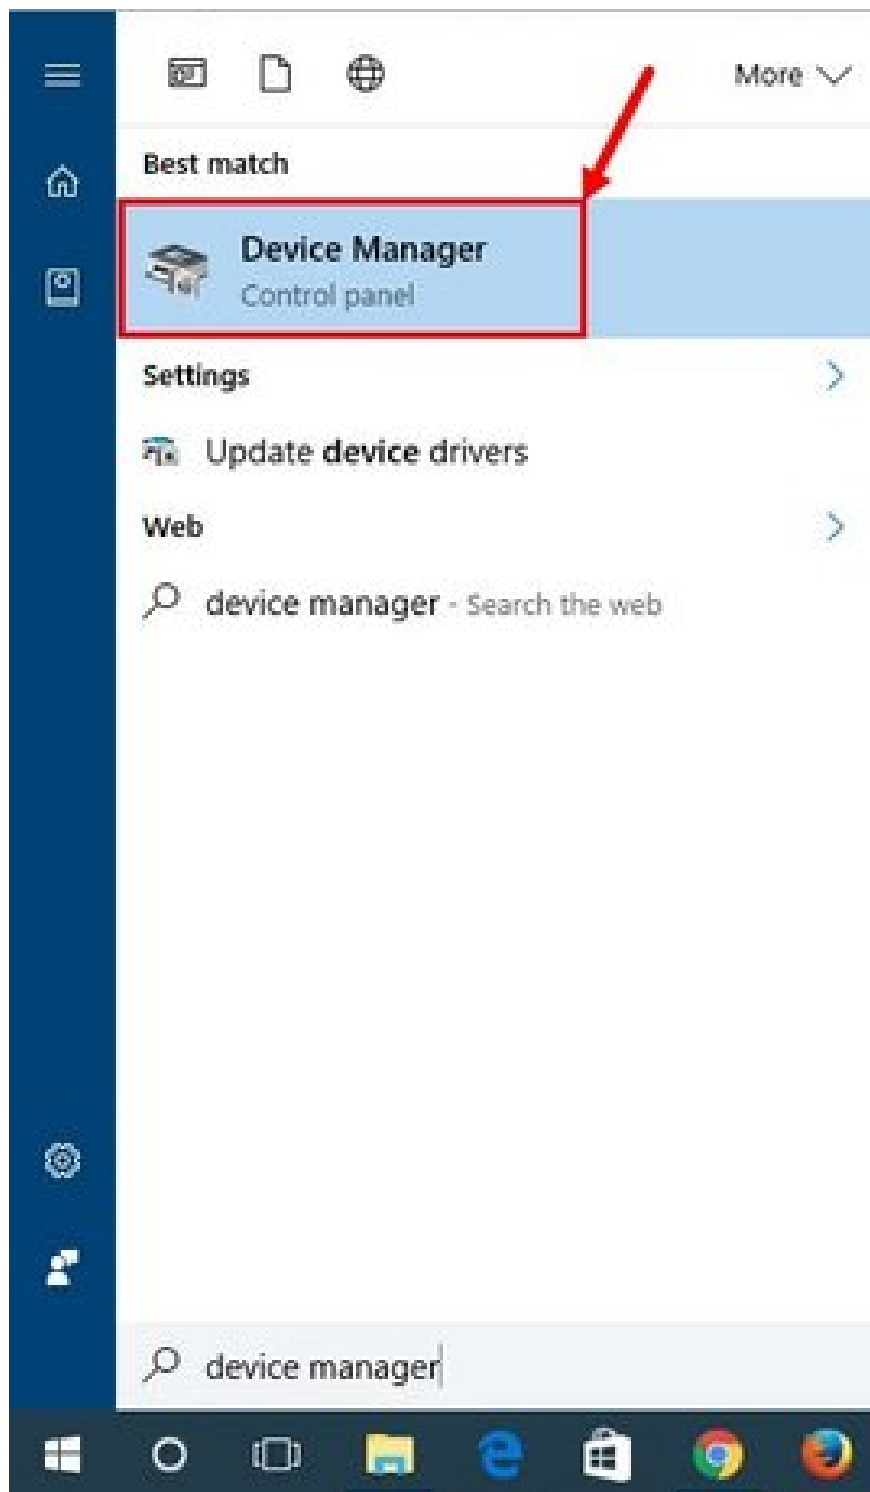 More
Best match
Device Manager
Control panel
Settings
Update device drivers
Web
device manager - Search the web
device manager